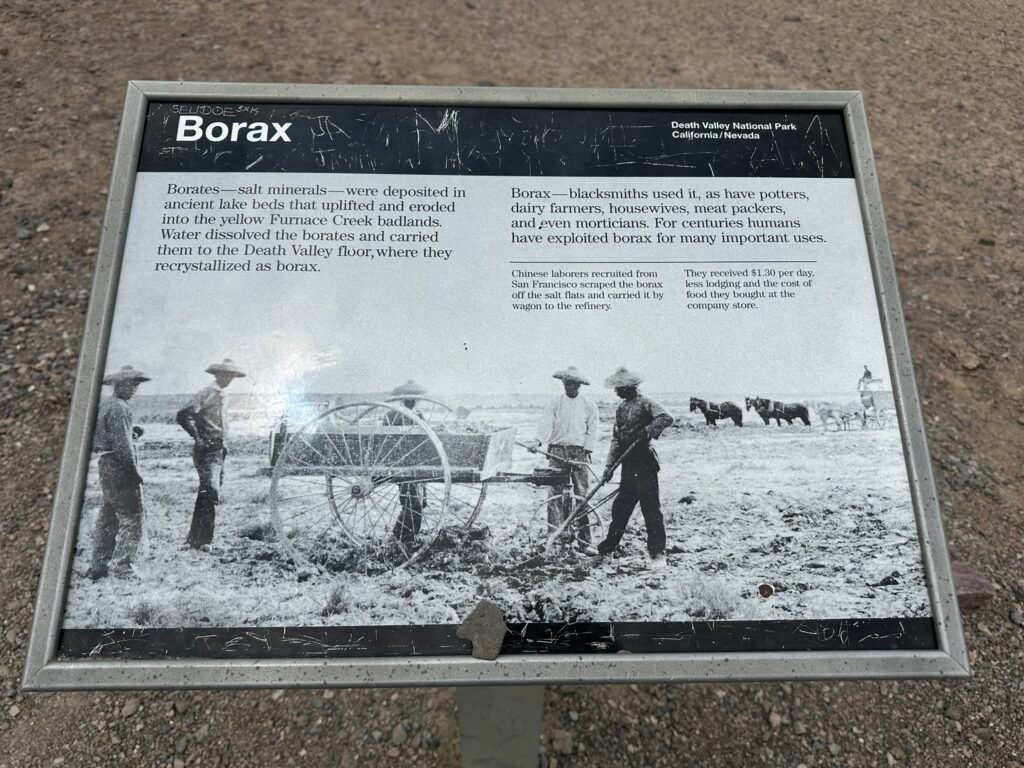 SEUDOE 3XK
Borax
Death Valley National Park
California/Nevada
Borates—salt minerals—were deposited in
ancient lake beds that uplifted and eroded
into the yellow Furnace Creek badlands.
Water dissolved the borates and carried
them to the Death Valley floor, where they
recrystallized as borax.
Borax—blacksmiths used it, as have potters,
dairy farmers, housewives, meat packers,
and even morticians. For centuries humans
have exploited borax for many important uses.
Chinese laborers recruited from
San Francisco scraped the borax
off the salt flats and carried it by
wagon to the refinery.
They received $1.30 per day,
less lodging and the cost of
food they bought at the
company store.